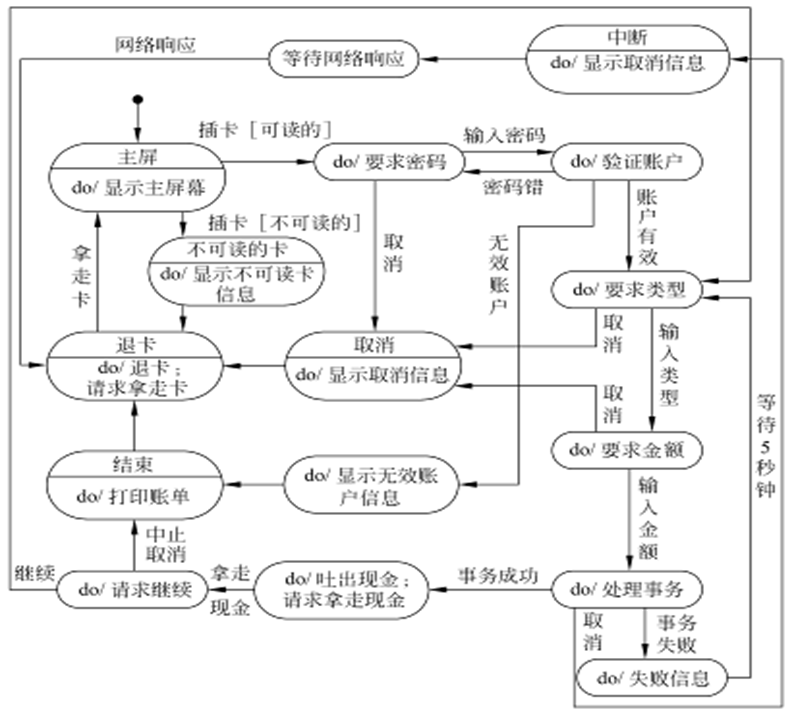 中断
do/ 显示取消信息
网络响应
等待网络响应
主屏
do/ 显示主屏幕
插卡 [可读的]
do/ 要求密码
输入密码
密码错
do/ 验证账户
插卡 [不可读的]
不可读的卡
do/ 显示不可读卡
信息
拿走卡
取消
无效账户
账户有效
do/ 要求类型
退卡
do/ 退卡；
请求拿走卡
取消
do/ 显示取消信息
取消
输入类型
取消
do/ 要求金额
等待5秒钟
结束
do/ 打印账单
do/ 显示无效账
户信息
输入金额
中止
取消
继续
do/ 请求继续
拿走
现金
do/ 吐出现金；
请求拿走现金
事务成功
do/ 处理事务
取消
事务
失败
do/ 失败信息